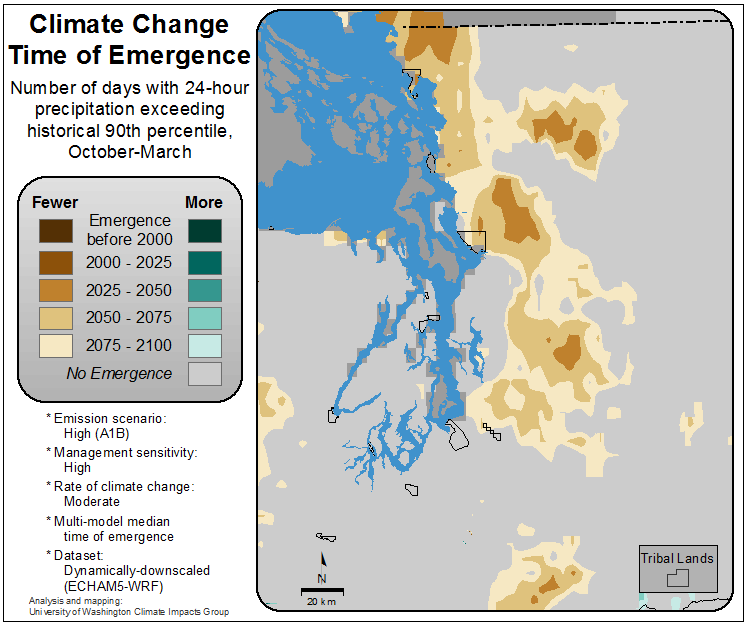 Climate Change
Time of Emergence
Number of days with 24-hour
precipitation exceeding
historical 90th percentile,
October-March
Fewer More
Emergence
before 2000
2000 - 2025
2025 - 2050
2050 - 2075
2075 - 2100
No Emergence
* Emission scenario:
High (A1B)
* Management sensitivity:
High
* Rate of climate change:
Moderate
* Multi-model median
time of emergence
* Dataset:
Dynamically-downscaled
(ECHAM5-WRF)
Analysis and mapping:
University of Washington Climate Impacts Group
N
20 km
Tribal Lands